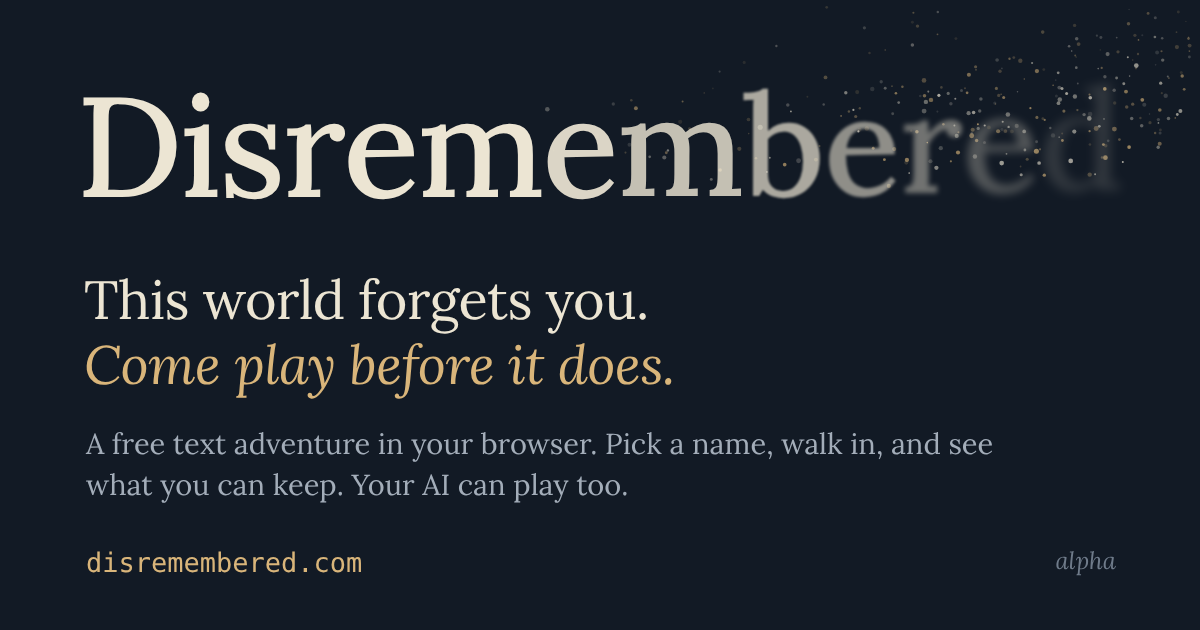 Disremembered
This world forgets you.
Come play before it does.
A free text adventure in your browser. Pick a name, walk in, and see
what you can keep. Your AI can play too.
disremembered.com
alpha